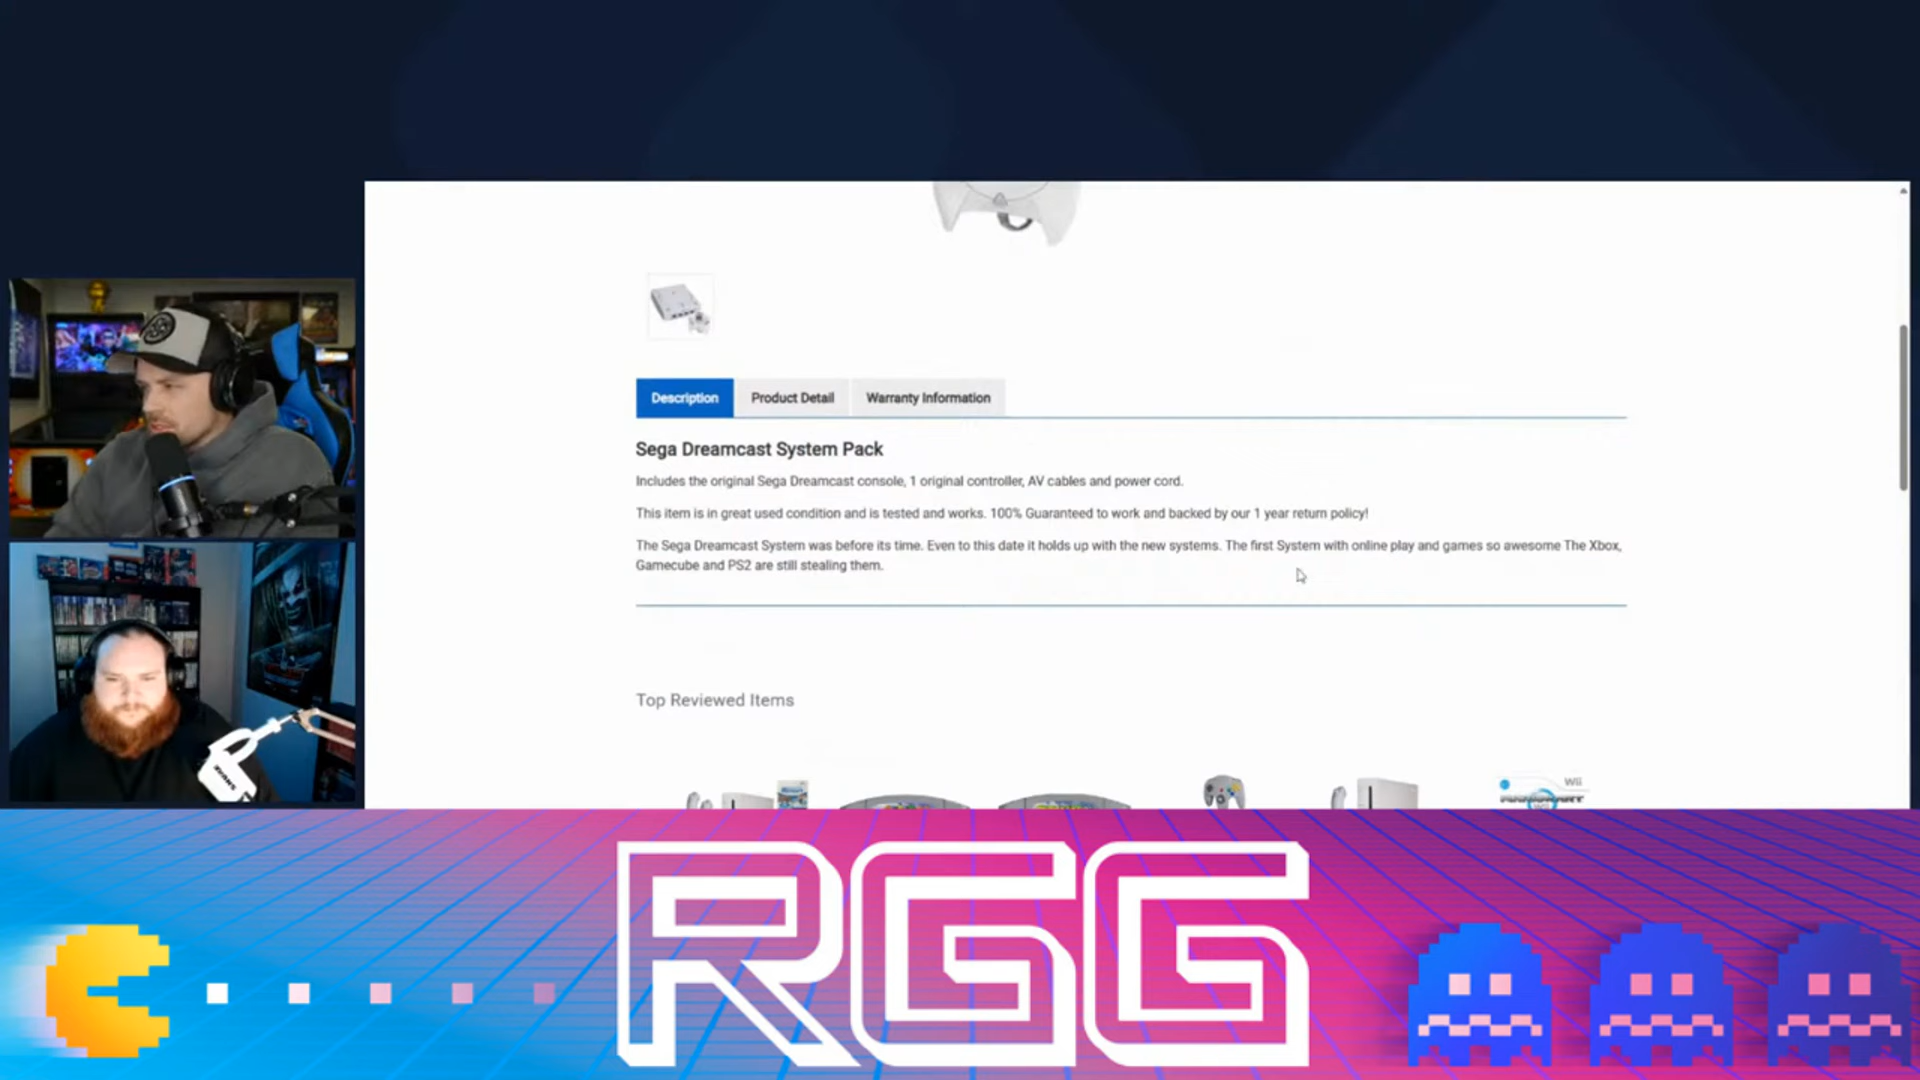 Description
Product Detail
Warranty Information
Sega Dreamcast System Pack
Includes the original Sega Dreamcast console, 1 original controller, AV cables and power cord.
This item is in great used condition and is tested and works. 100% Guaranteed to work and backed by our 1 year return policy!
The Sega Dreamcast System was before its time. Even to this date it holds up with the new systems. The first System with online play and games so awesome The Xbox,
Gamecube and PS2 are still stealing them.
Top Reviewed Items
Wii
RGG